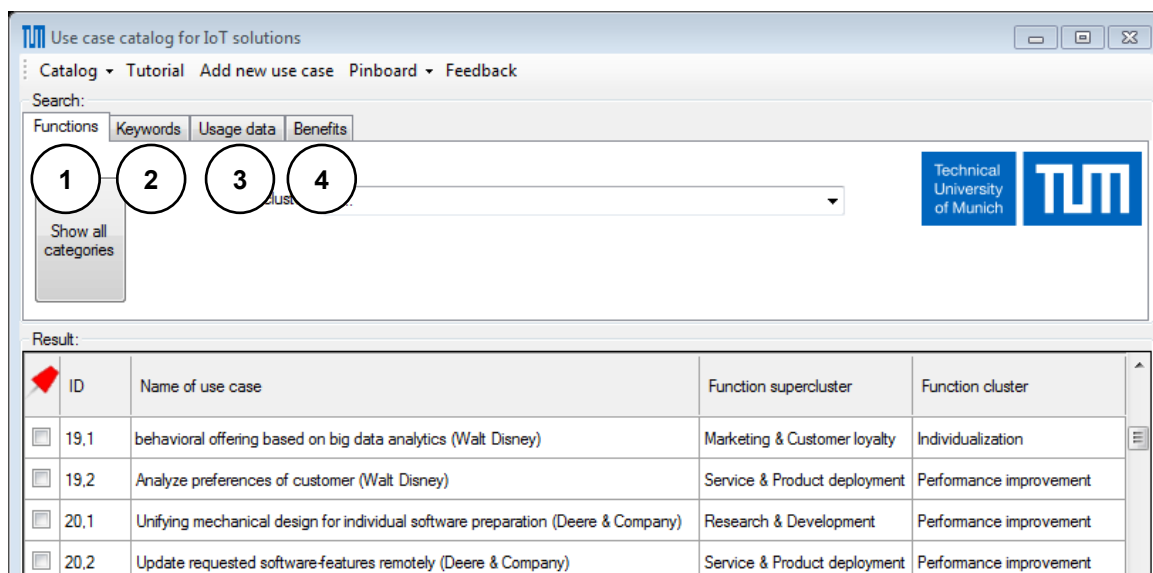 TUM Use case catalog for IoT solutions
Catalog Tutorial Add new use case Pinboard Feedback
Search:
Functions Keywords Usage data Benefits
1 2 3 4
Technical
University
of Munich
TUM
Show all
categories
Result:
ID Name of use case Function supercluster Function cluster
19,1 behavioral offering based on big data analytics (Walt Disney) Marketing & Customer loyalty Individualization
19,2 Analyze preferences of customer (Walt Disney) Service & Product deployment Performance improvement
20,1 Unifying mechanical design for individual software preparation (Deere & Company) Research & Development Performance improvement
20,2 Update requested software-features remotely (Deere & Company) Service & Product deployment Performance improvement